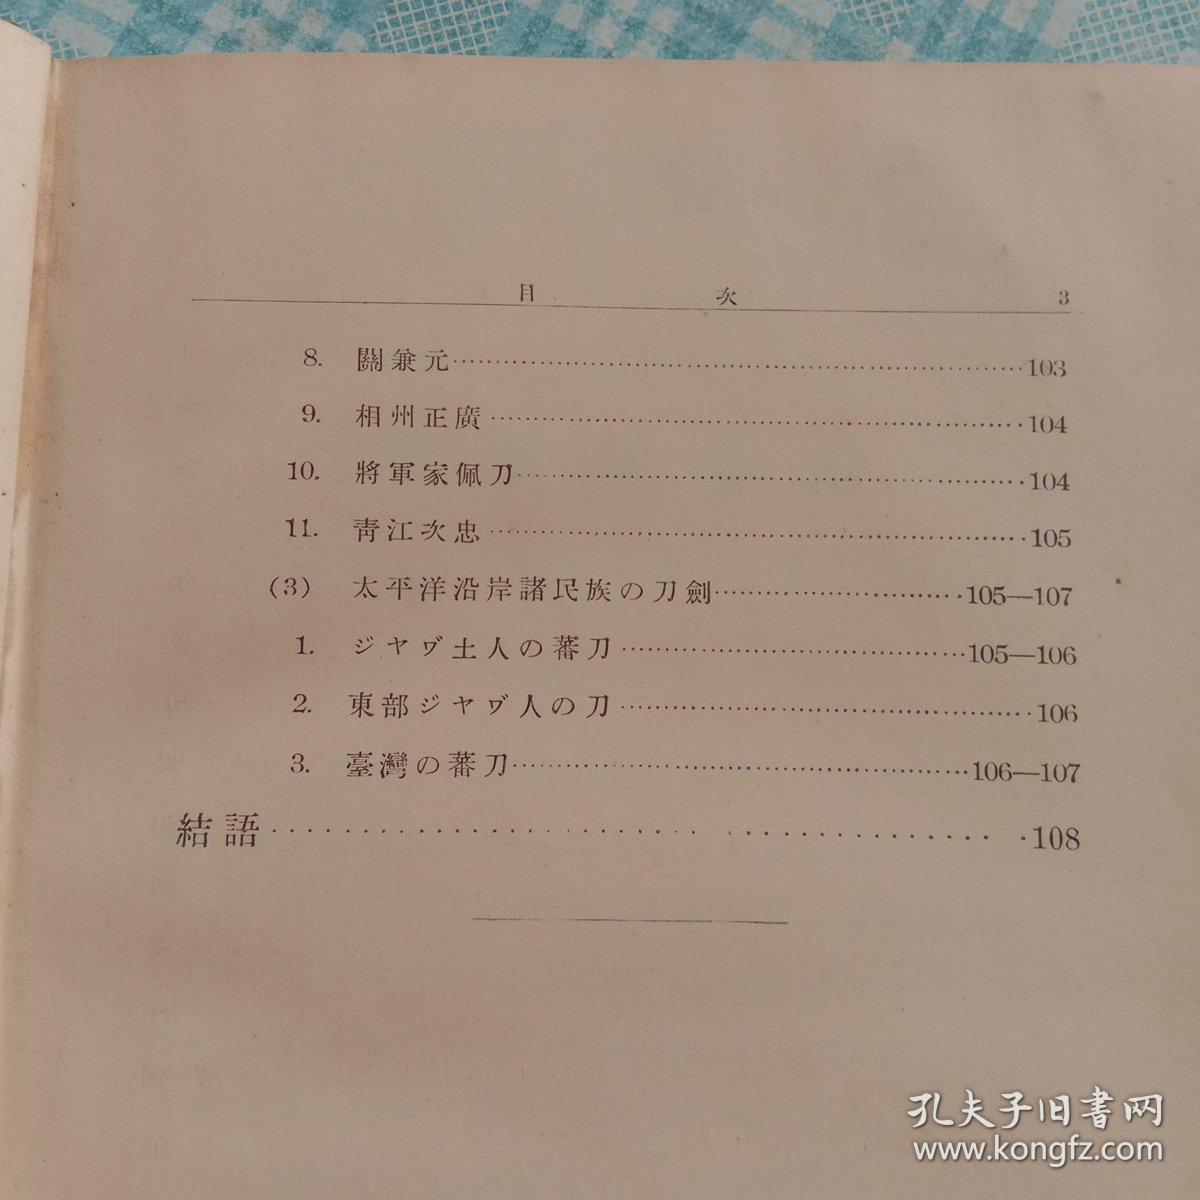 目次 3
8. 關兼元 103
9. 相州正廣 104
10. 將軍家佩刀 104
11. 靑江次忠 105
(3) 太平洋沿岸諸民族の刀劍 105—107
1. ジヤヴ土人の蕃刀 105—106
2. 東部ジヤヴ人の刀 106
3. 臺灣の蕃刀 106—107
結語 108
孔夫子旧書网
www.kongfz.com